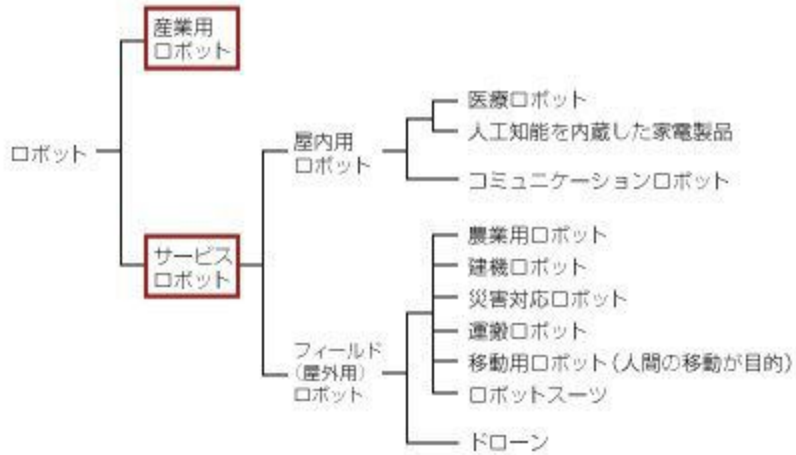 ロボット
産業用
ロボット
サービス
ロボット
屋内用
ロボット
医療ロボット
人工知能を内蔵した家電製品
コミュニケーションロボット
フィールド
（屋外用）
ロボット
農業用ロボット
建機ロボット
災害対応ロボット
運搬ロボット
移動用ロボット（人間の移動が目的）
ロボットスーツ
ドローン